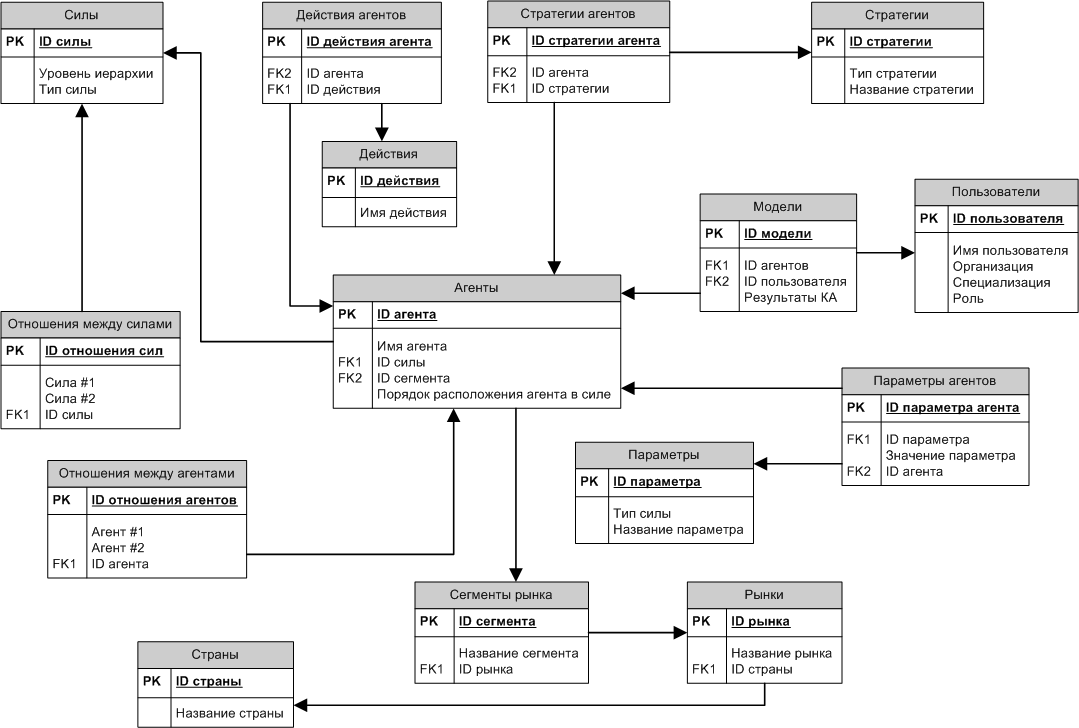 Силы
PK ID силы
Уровень иерархии
Тип силы
Действия агентов
PK ID действия агента
FK2 ID агента
FK1 ID действия
Стратегии агентов
PK ID стратегии агента
FK2 ID агента
FK1 ID стратегии
Стратегии
PK ID стратегии
Тип стратегии
Название стратегии
Действия
PK ID действия
Имя действия
Модели
PK ID модели
FK1 ID агентов
FK2 ID пользователя
Результаты КА
Пользователи
PK ID пользователя
Имя пользователя
Организация
Специализация
Роль
Агенты
PK ID агента
Имя агента
FK1 ID силы
FK2 ID сегмента
Порядок расположения агента в силе
Отношения между силами
PK ID отношения сил
Сила #1
Сила #2
FK1 ID силы
Параметры агентов
PK ID параметра агента
FK1 ID параметра
Значение параметра
FK2 ID агента
Параметры
PK ID параметра
Тип силы
Название параметра
Отношения между агентами
PK ID отношения агентов
Агент #1
Агент #2
FK1 ID агента
Сегменты рынка
PK ID сегмента
Название сегмента
FK1 ID рынка
Рынки
PK ID рынка
Название рынка
FK1 ID страны
Страны
PK ID страны
Название страны